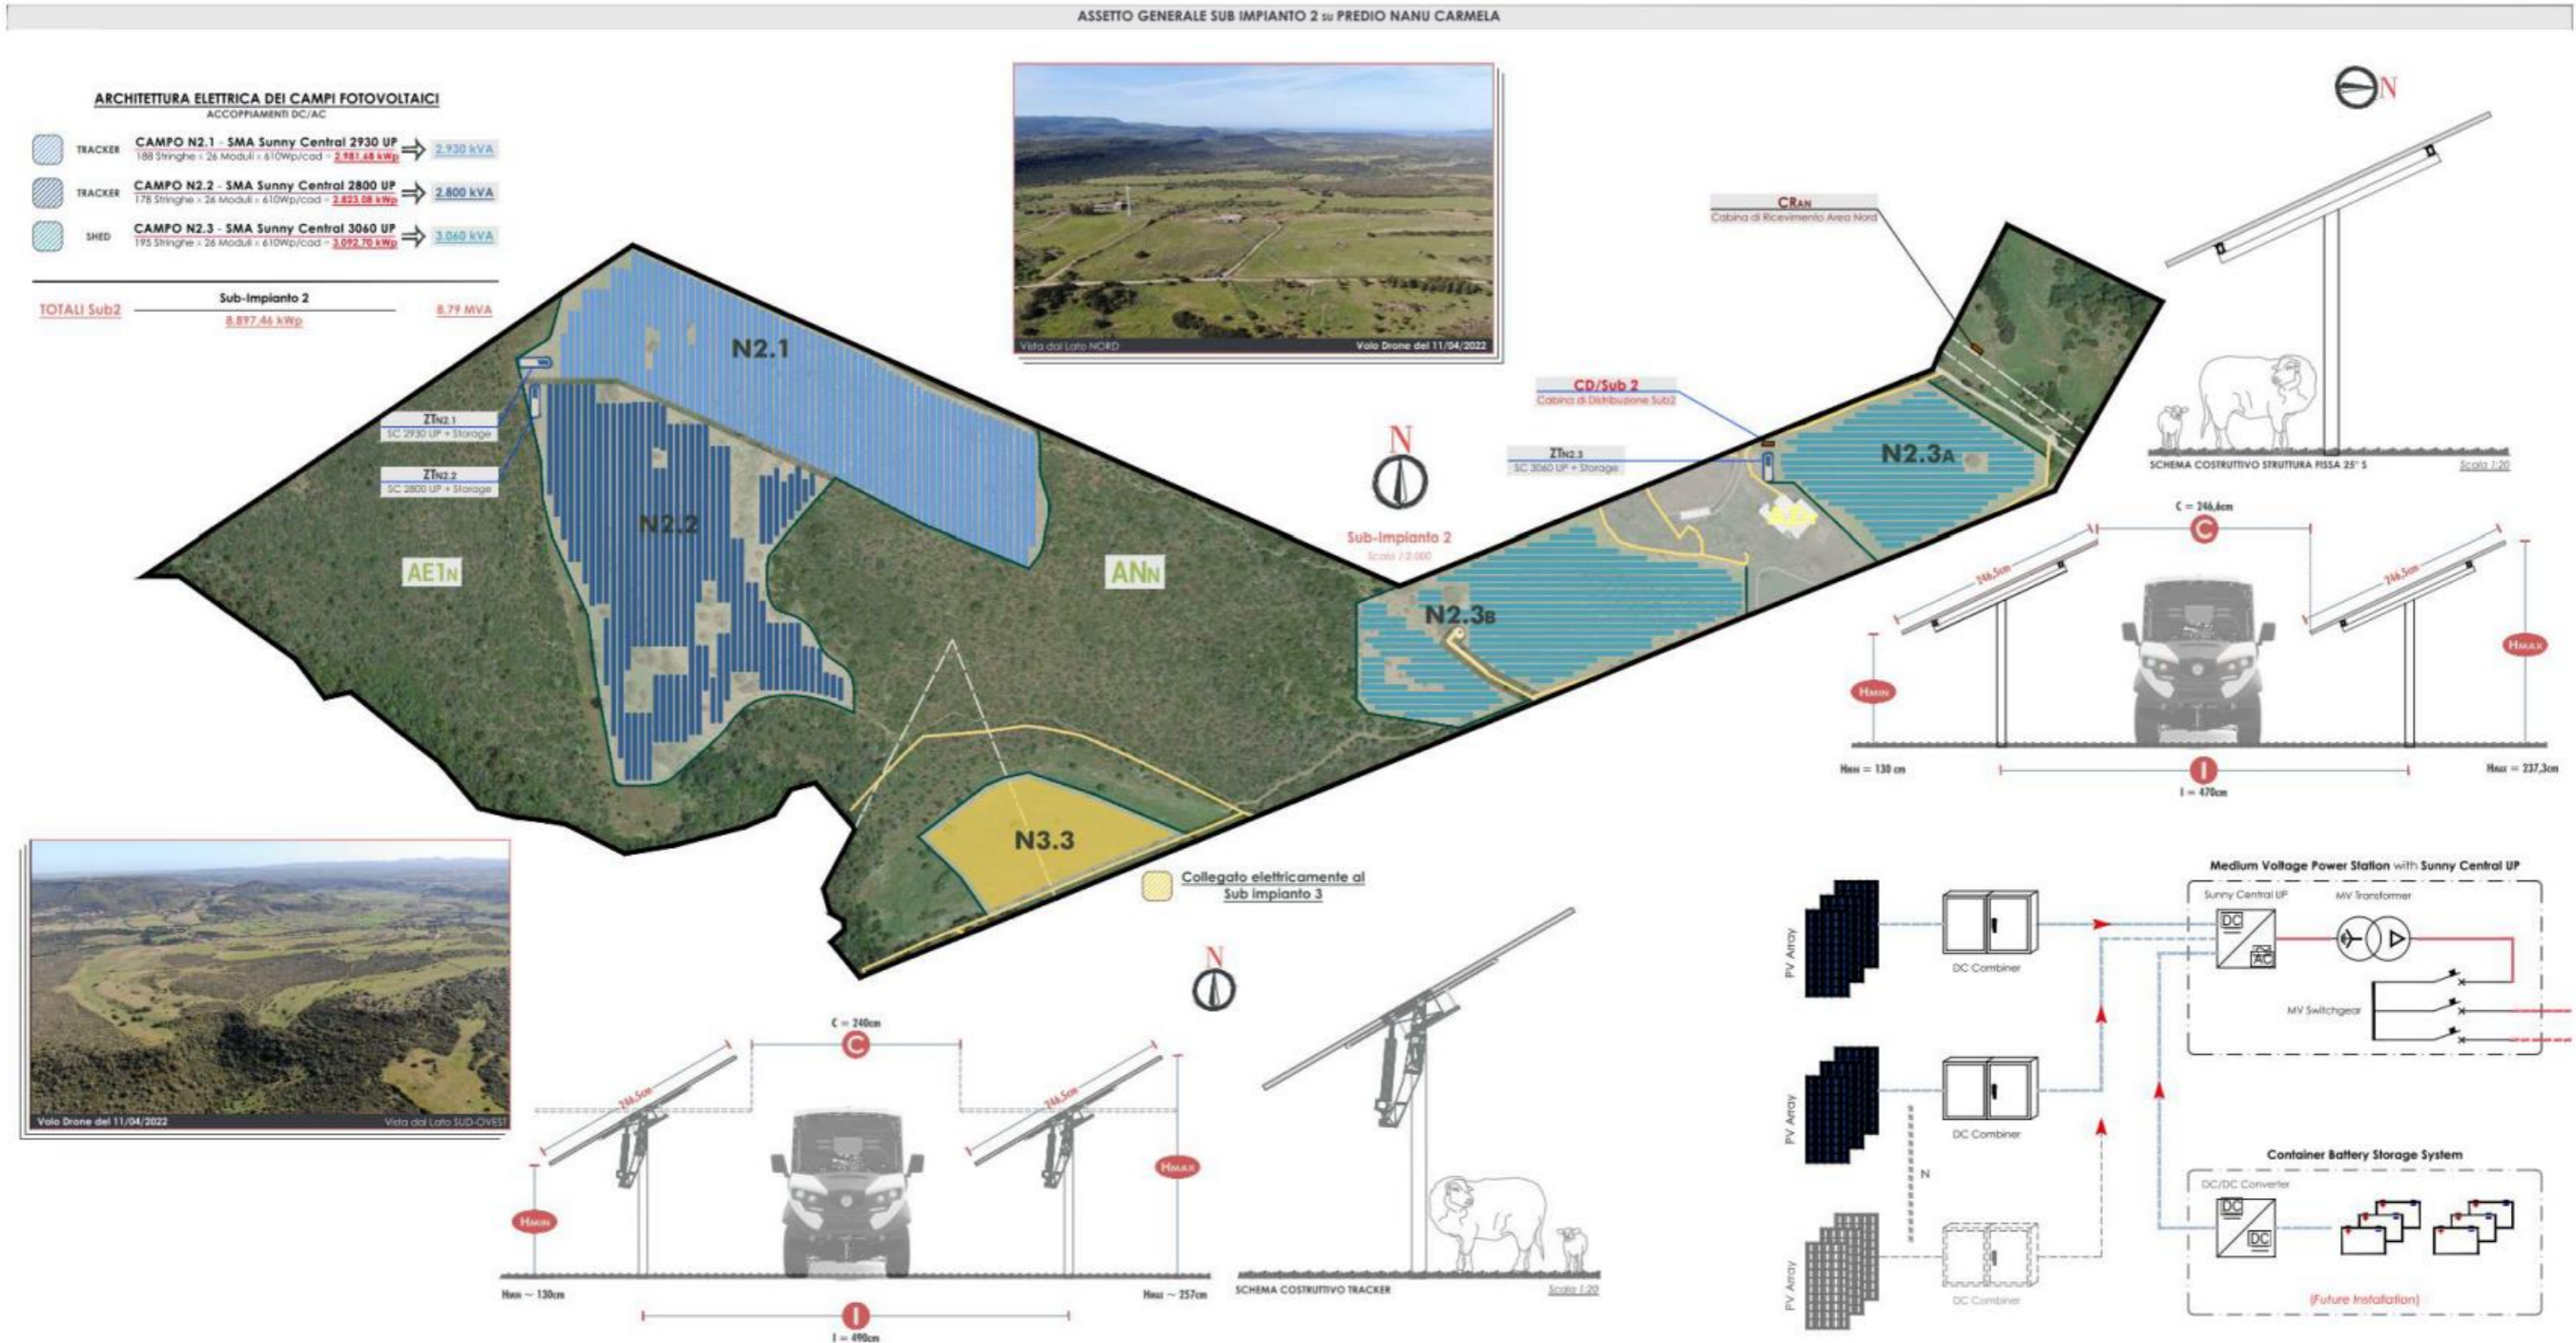 ASSETTO GENERALE SUB IMPIANTO 2 su PREDIO NANU CARMELA
ARCHITETTURA ELETTRICA DEI CAMPI FOTOVOLTAICI
ACCOPPIAMENTI DC/AC
TRACKER
CAMPO N2.1 - SMA Sunny Central 2930 UP
188 Stringhe x 26 Moduli x 610Wp/cad = 2.981,68 kWp
2.930 kVA
TRACKER
CAMPO N2.2 - SMA Sunny Central 2800 UP
178 Stringhe x 26 Moduli x 610Wp/cad = 2.823,08 kWp
2.800 kVA
SHED
CAMPO N2.3 - SMA Sunny Central 3060 UP
195 Stringhe x 26 Moduli x 610Wp/cad = 3.092,70 kWp
3.060 kVA
TOTALI Sub2
Sub-Impianto 2
8.897,46 kWp
8.79 MVA
Vista dal Lato NORD
Volo Drone del 11/04/2022
N
CRAN
Cabina di Ricevimento Area Nord
SCHEMA COSTRUTTIVO STRUTTURA FISSA 25° S
Scala 1:20
N2.1
N2.2
ZTN2.1
SC 2930 UP + Storage
ZTN2.2
SC 2800 UP + Storage
AE1N
ANN
N
Sub-Impianto 2
Scala 1:2.000
CD/Sub 2
Cabina di Distribuzione Sub2
ZTN2.3
SC 3060 UP + Storage
N2.3A
N2.3B
N3.3
Collegato elettricamente al
Sub impianto 3
C = 246,6cm
C
246,5cm
246,5cm
HMIN
HMAX
HMIN = 130 cm
HMAX = 237,3cm
I
I = 470cm
Volo Drone del 11/04/2022
Vista dal Lato SUD-OVEST
N
C = 240cm
C
246,5cm
246,5cm
HMIN
HMAX
HMIN ~ 130cm
HMAX ~ 257cm
I
I = 490cm
SCHEMA COSTRUTTIVO TRACKER
Scala 1:20
Medium Voltage Power Station with Sunny Central UP
Sunny Central UP
MV Transformer
DC
AC
MV Switchgear
PV Array
DC Combiner
PV Array
DC Combiner
N
PV Array
DC Combiner
Container Battery Storage System
DC/DC Converter
DC
DC
(Future Installation)